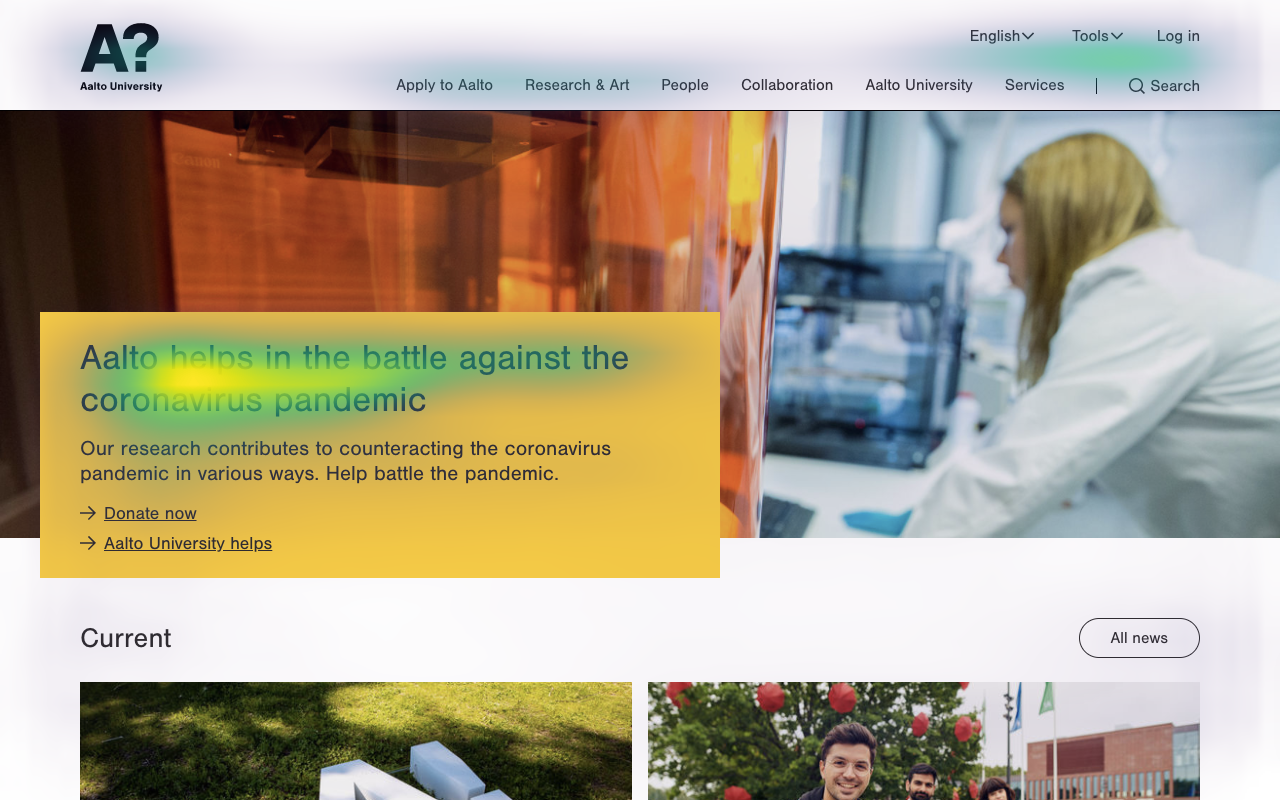 A?
Aalto University
English
Tools
Log in
Apply to Aalto
Research & Art
People
Collaboration
Aalto University
Services
Search
Canon
Aalto helps in the battle against the
coronavirus pandemic
Our research contributes to counteracting the coronavirus
pandemic in various ways. Help battle the pandemic.
Donate now
Aalto University helps
Current
All news